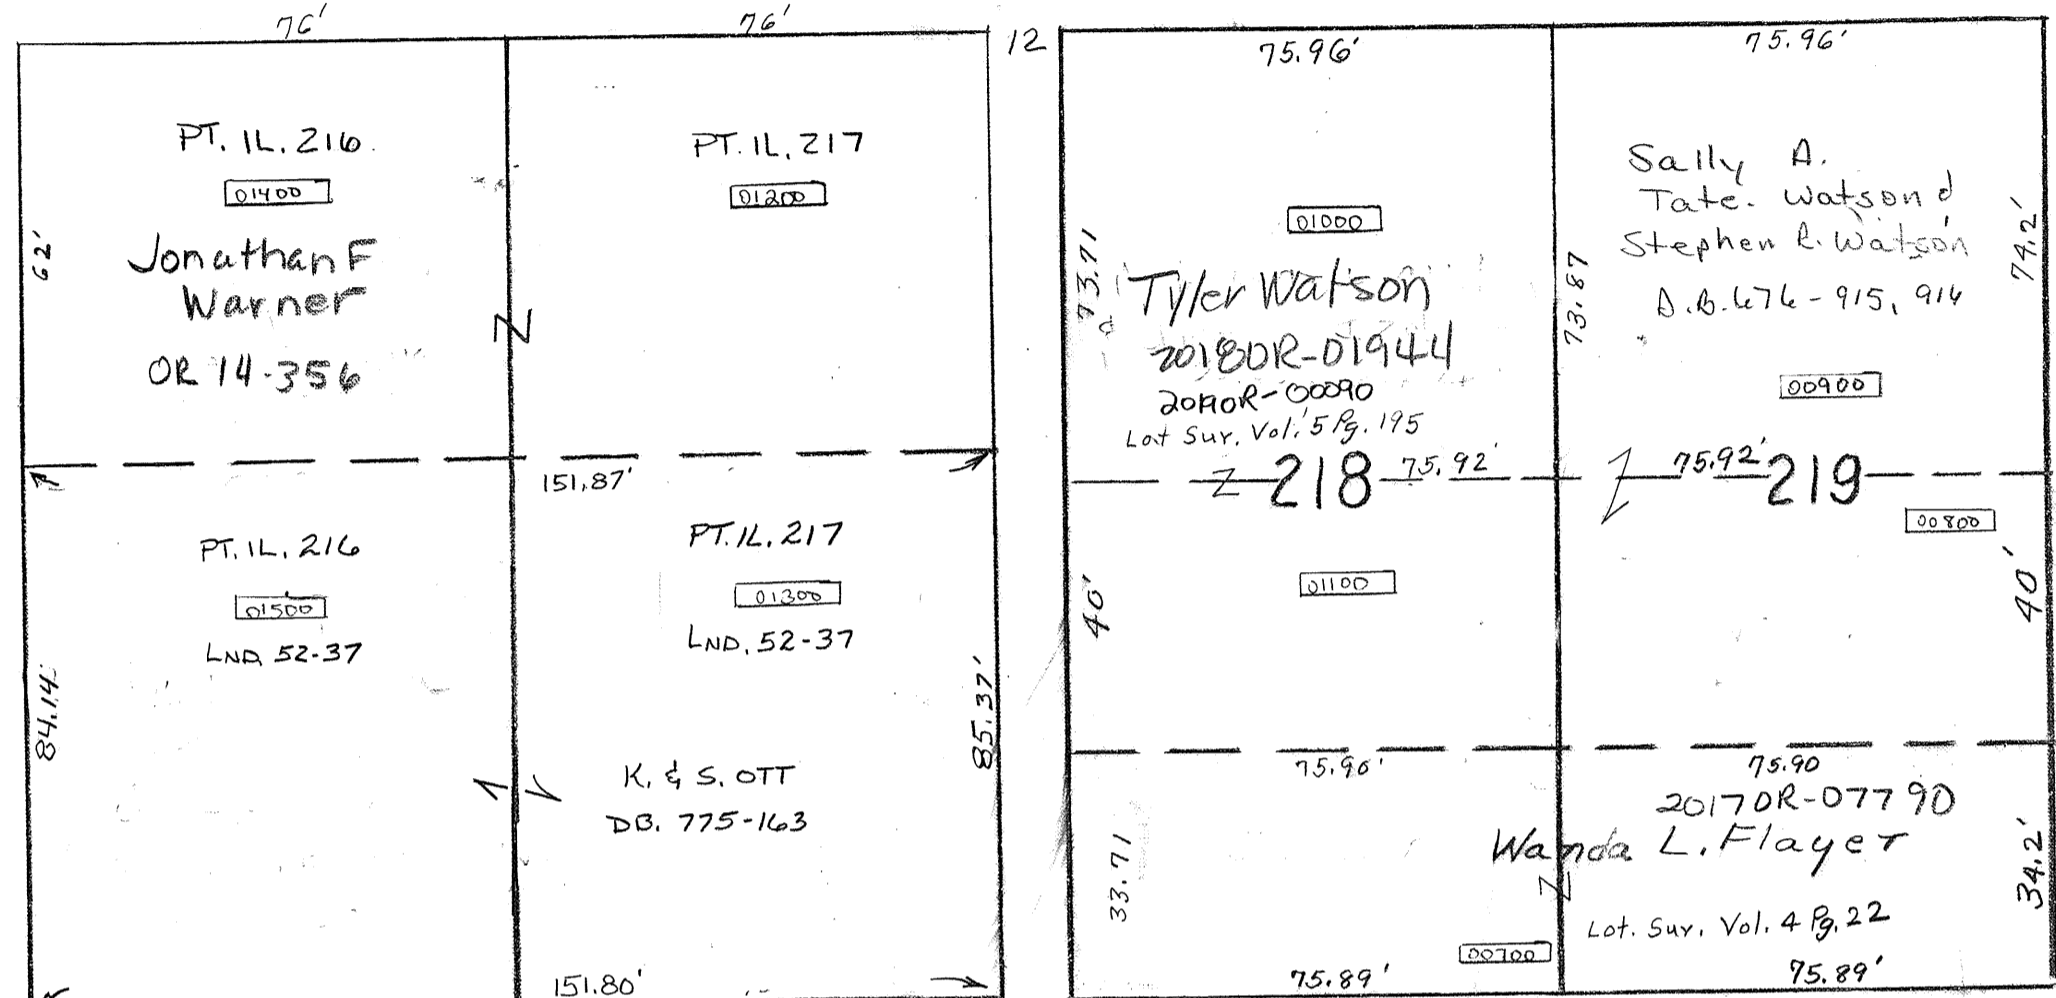 76'
76'
12
75.96'
75.96'
PT. IL. 216
01400
Jonathan F
Warner
OR 14-356
62'
PT. IL. 217
01200
73.71
01000
Tyler Watson
2018OR-01944
2019OR-00090
Lot Sur. Vol. 5 Pg. 195
73.87
Sally A.
Tate. Watson &
Stephen R. Watson
D.B. 676-915, 916
74.2'
00900
151.87'
218
75.92'
75.92'
219
00800
PT. IL. 216
01500
LND. 52-37
84.14
PT. IL. 217
01300
LND. 52-37
85.37'
K. & S. OTT
DB. 775-163
40'
01100
40'
75.90'
75.90
2017OR-07790
Wanda L. Flayer
33.71
34.2'
Lot. Sur. Vol. 4 Pg. 22
00700
151.80'
75.89'
75.89'